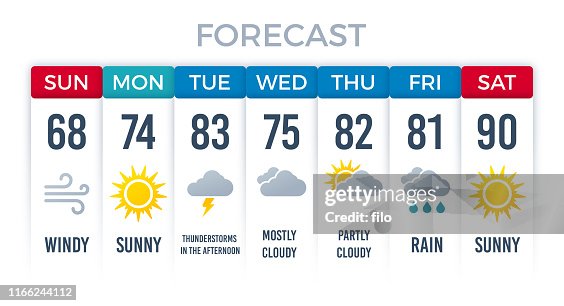 FORECAST
SUN MON TUE WED THU FRI SAT
68 74 83 75 82 81 90
WINDY SUNNY THUNDERSTORMS IN THE AFTERNOON MOSTLY CLOUDY PARTLY CLOUDY RAIN SUNNY
gettyimages
Credit: filo
1166244112